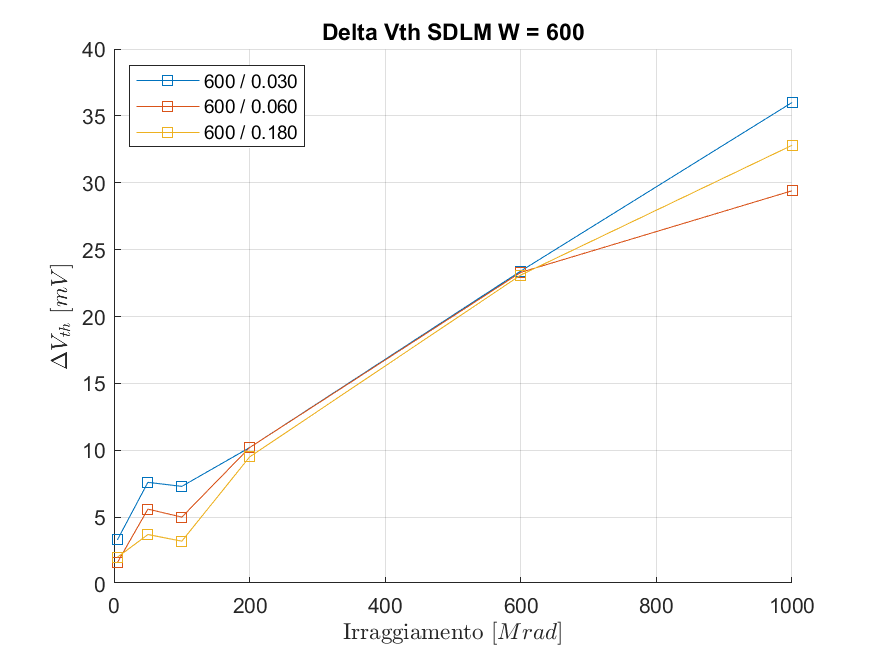 Delta Vth SDLM W = 600
40
35
30
25
20
15
10
5
0
600 / 0.030
600 / 0.060
600 / 0.180
ΔV_th [mV]
0 200 400 600 800 1000
Irraggiamento [Mrad]